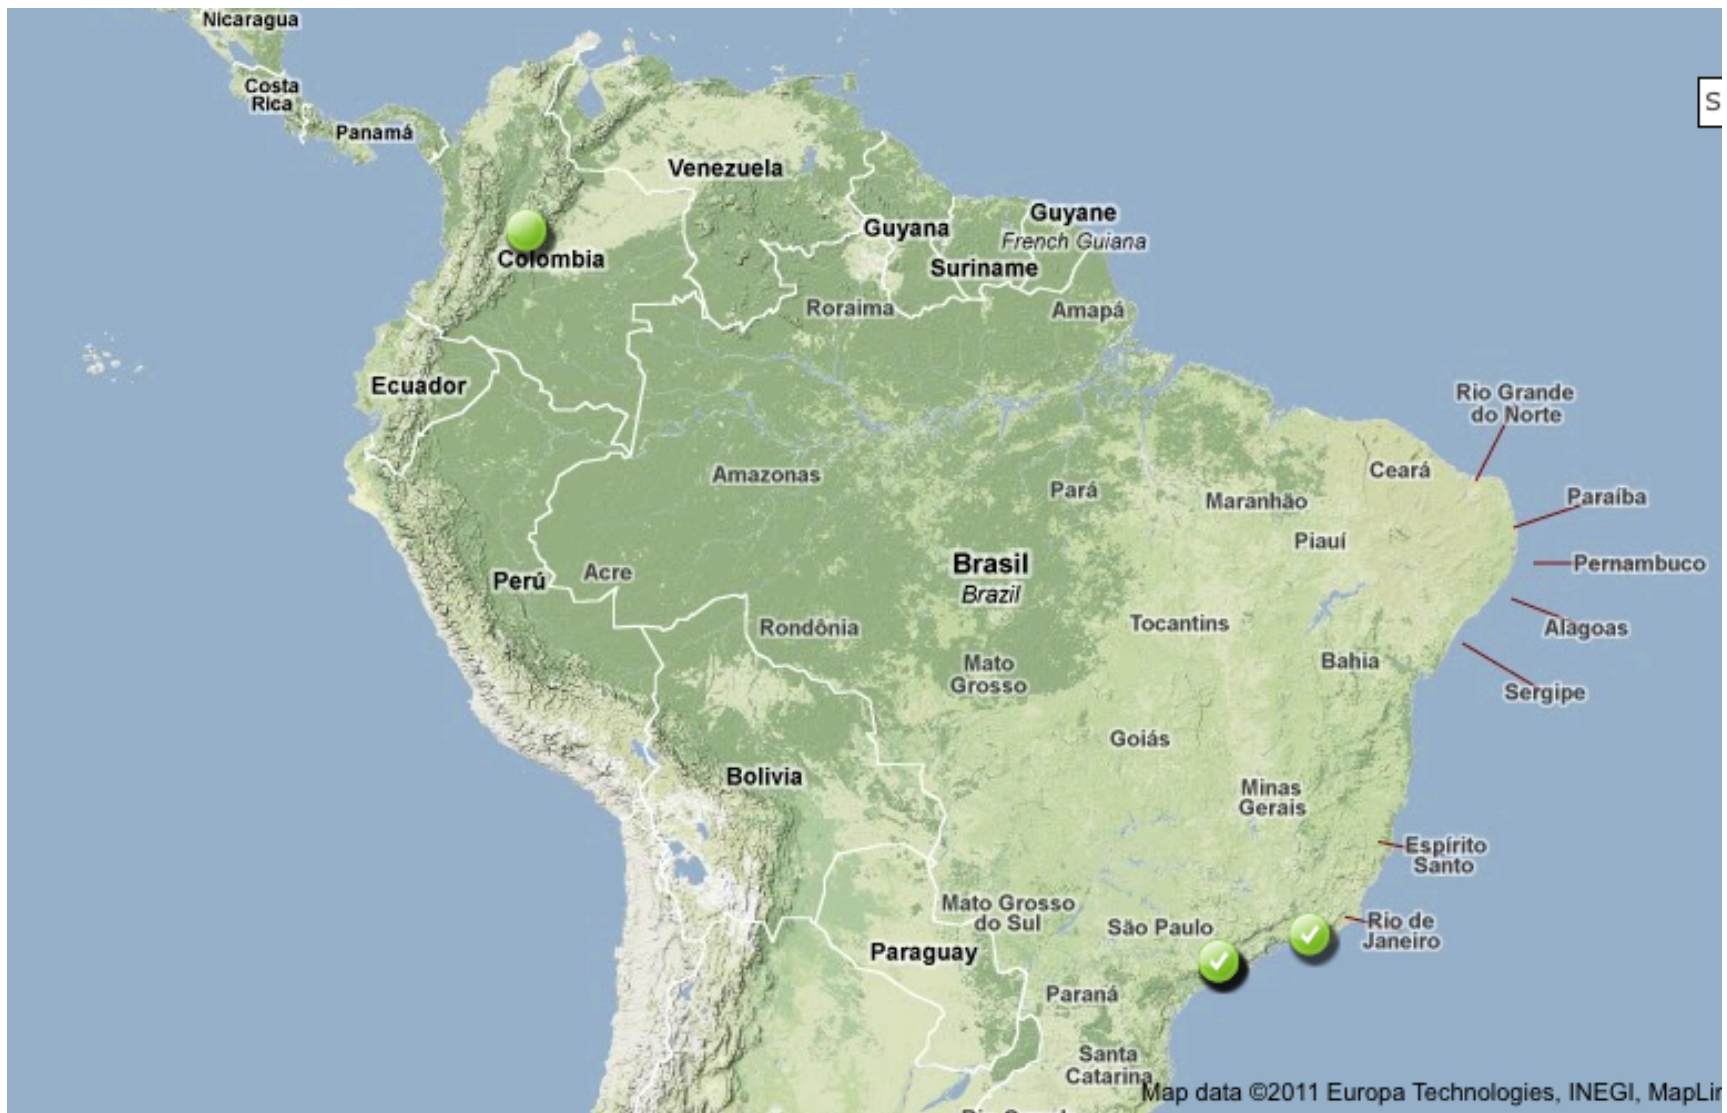 Nicaragua
Costa
Rica
Panamá
S
Venezuela
Guyana
Guyane
French Guiana
Suriname
Colombia
Roraima
Amapá
Ecuador
Rio Grande
do Norte
Ceará
Amazonas
Pará
Maranhão
Paraíba
Piauí
Brasil
Brazil
Pernambuco
Perú
Acre
Rondônia
Tocantins
Alagoas
Mato
Grosso
Bahia
Sergipe
Goiás
Bolivia
Minas
Gerais
Espírito
Santo
Mato Grosso
do Sul
São Paulo
Rio de
Janeiro
Paraguay
Paraná
Santa
Catarina
Map data ©2011 Europa Technologies, INEGI, MapLin